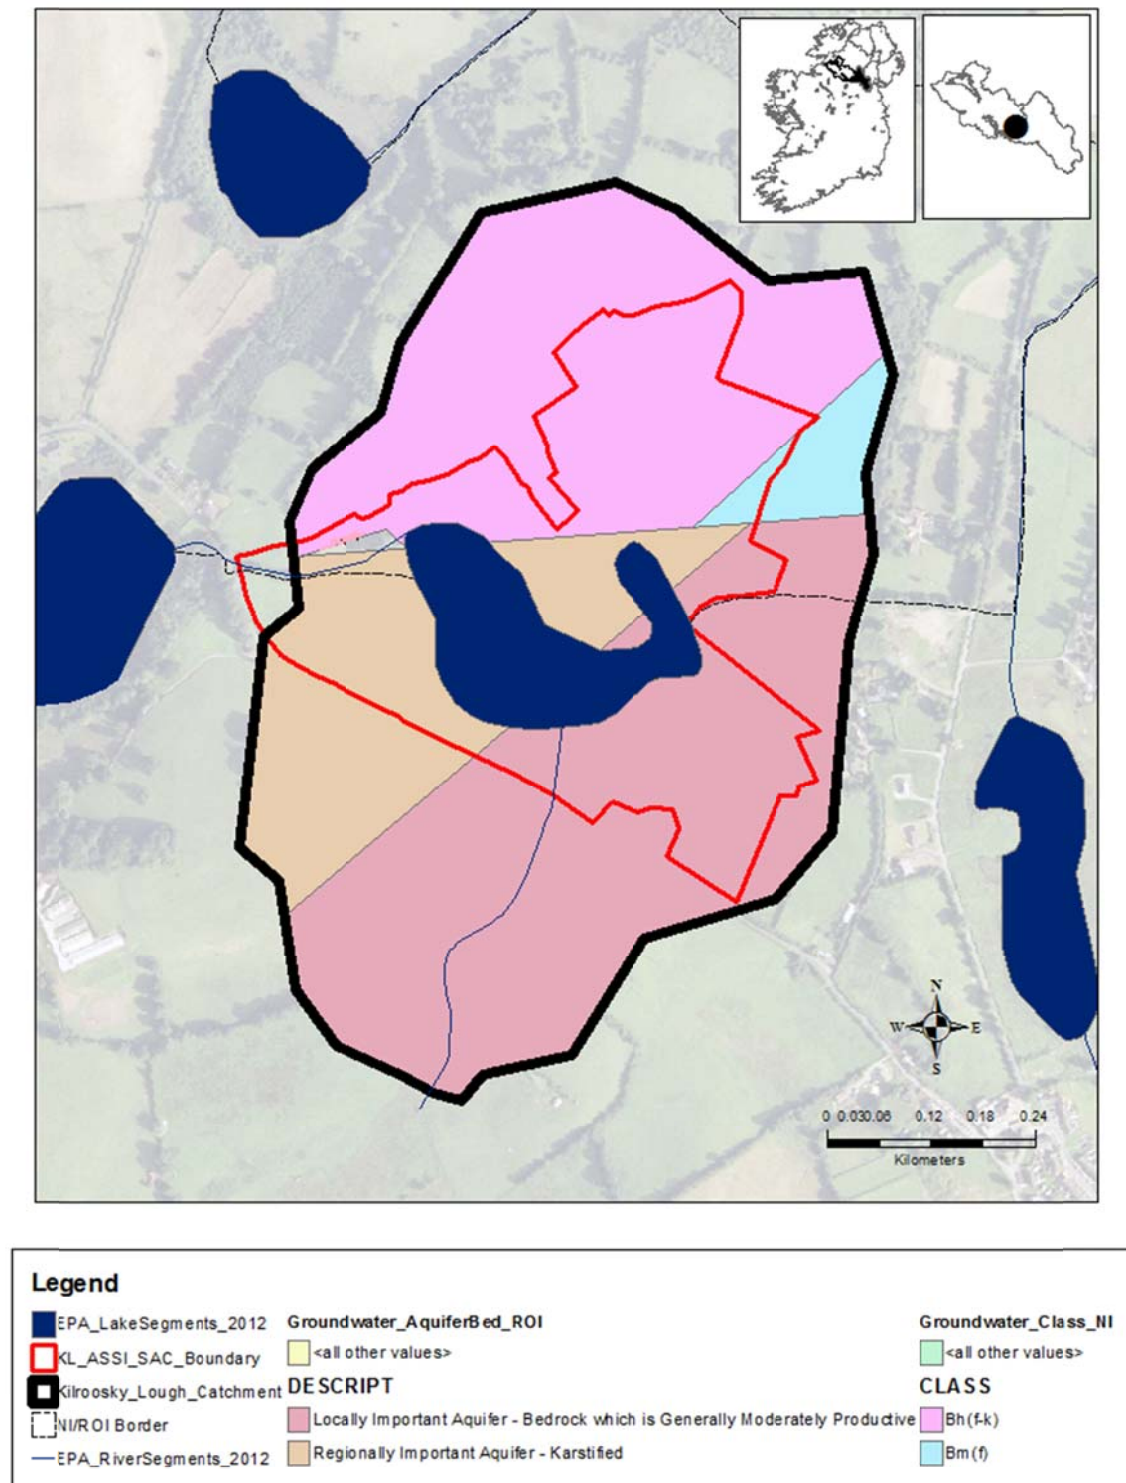 N
W E
S
0 0.030.06 0.12 0.18 0.24
Kilometers
Legend
EPA_LakeSegments_2012
KL_ASSI_SAC_Boundary
Kilroosky_Lough_Catchment
NI/ROI Border
EPA_RiverSegments_2012
Groundwater_AquiferBed_ROI
<all other values>
DESCRIPT
Locally Important Aquifer - Bedrock which is Generally Moderately Productive
Regionally Important Aquifer - Karstified
Groundwater_Class_NI
<all other values>
CLASS
Bh(f-k)
Bm(f)